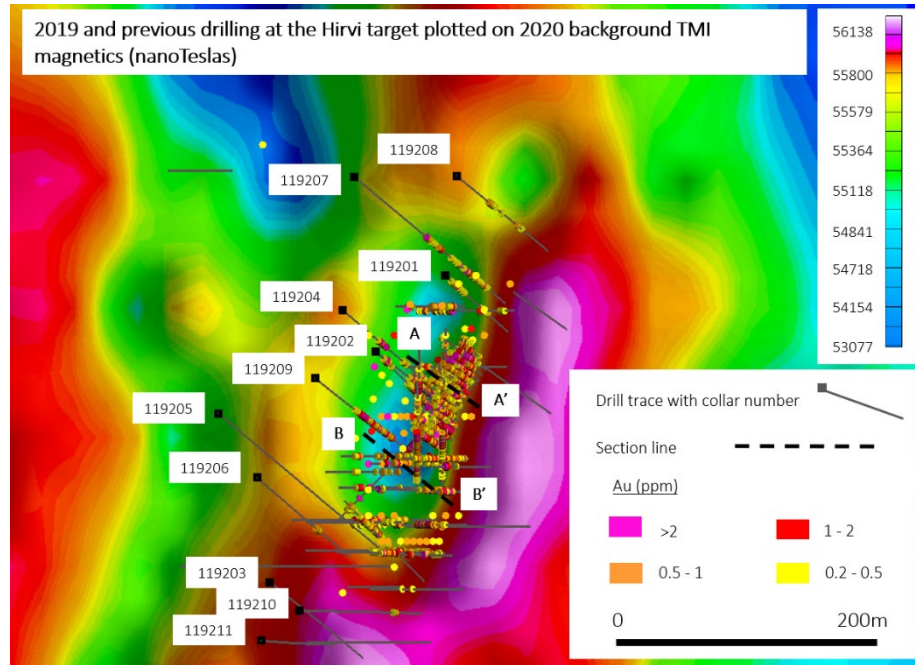 2019 and previous drilling at the Hirvi target plotted on 2020 background TMI
magnetics (nanoTeslas)
56138
55800
55579
55364
55118
54841
54718
54154
53077
119208
119207
119201
119204
A
119202
119209
A'
119205
B
119206
B'
119203
119210
119211
Drill trace with collar number
Section line
Au (ppm)
>2
1 - 2
0.5 - 1
0.2 - 0.5
0
200m